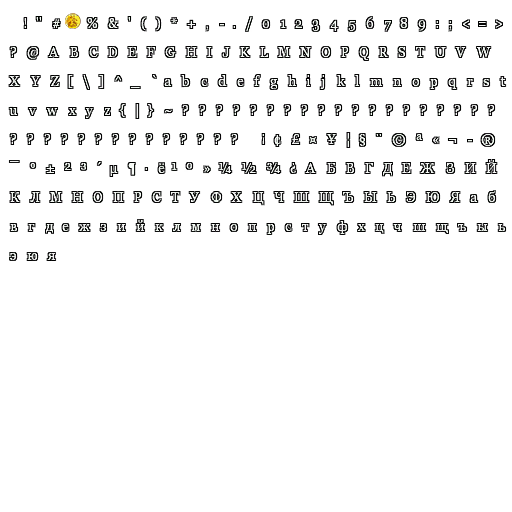 ! " # % & ' ( ) * + , - . / 0 1 2 3 4 5 6 7 8 9 : ; < = >
? @ A B C D E F G H I J K L M N O P Q R S T U V W
X Y Z [ \ ] ^ _ ` a b c d e f g h i j k l m n o p q r s t
u v w x y z { | } ~ ? ? ? ? ? ? ? ? ? ? ? ? ? ? ? ? ? ? ?
? ? ? ? ? ? ? ? ? ? ? ? ? ? ¡ ¢ £ ¤ ¥ ¦ § " © ª « ¬ - ®
¯ ° ± ² ³ ´ µ ¶ · ë ¹ º » ¼ ½ ¾ ¿ А Б В Г Д Е Ж З И Й
К Л М Н О П Р С Т У Ф Х Ц Ч Ш Щ Ъ Ы Ь Э Ю Я а б
в г д е ж з и й к л м н о п р с т у ф х ц ч ш щ ъ ы ь
э ю я